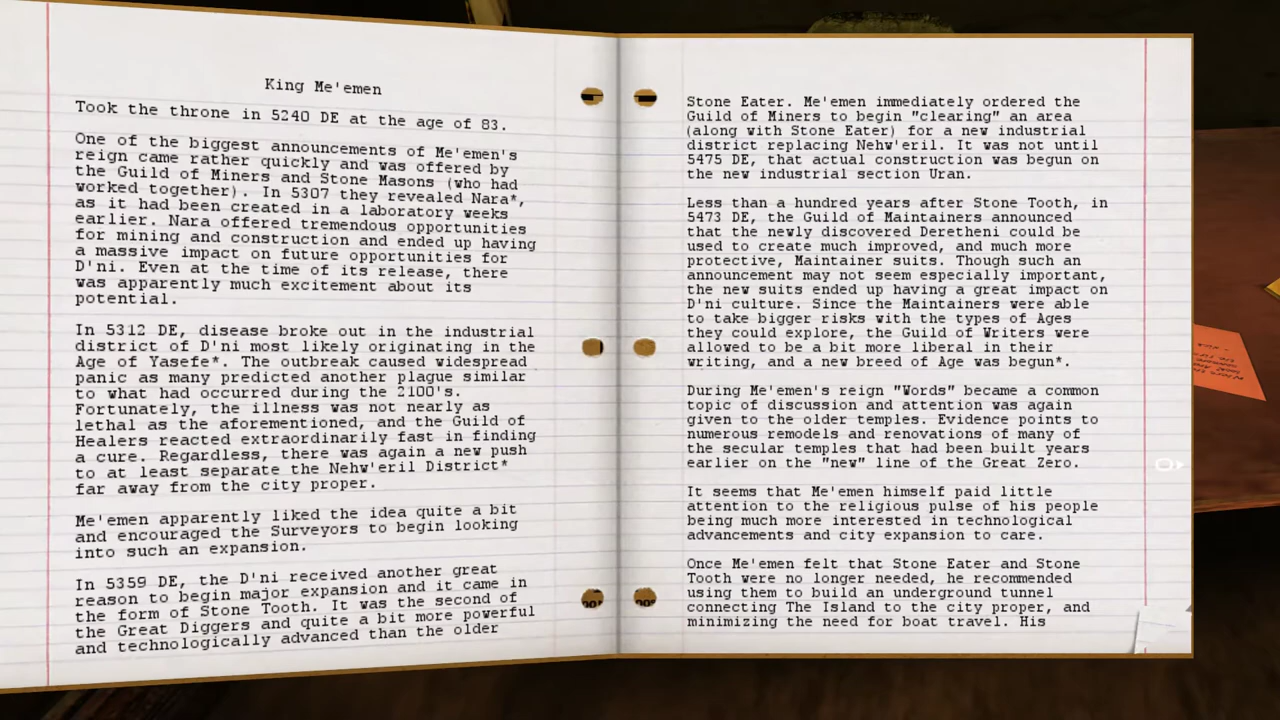 King Me'emen
Took the throne in 5240 DE at the age of 83.
One of the biggest announcements of Me'emen's
reign came rather quickly and was offered by
the Guild of Miners and Stone Masons (who had
worked together). In 5307 they revealed Nara*,
as it had been created in a laboratory weeks
earlier. Nara offered tremendous opportunities
for mining and construction and ended up having
a massive impact on future opportunities for
D'ni. Even at the time of its release, there
was apparently much excitement about its
potential.
In 5312 DE, disease broke out in the industrial
district of D'ni most likely originating in the
Age of Yasefe*. The outbreak caused widespread
panic as many predicted another plague similar
to what had occurred during the 2100's.
Fortunately, the illness was not nearly as
lethal as the aforementioned, and the Guild of
Healers reacted extraordinarily fast in finding
a cure. Regardless, there was again a new push
to at least separate the Nehw'eril District*
far away from the city proper.
Me'emen apparently liked the idea quite a bit
and encouraged the Surveyors to begin looking
into such an expansion.
In 5359 DE, the D'ni received another great
reason to begin major expansion and it came in
the form of Stone Tooth. It was the second of
the Great Diggers and quite a bit more powerful
and technologically advanced than the older
Stone Eater. Me'emen immediately ordered the
Guild of Miners to begin "clearing" an area
(along with Stone Eater) for a new industrial
district replacing Nehw'eril. It was not until
5475 DE, that actual construction was begun on
the new industrial section Uran.
Less than a hundred years after Stone Tooth, in
5473 DE, the Guild of Maintainers announced
that the newly discovered Deretheni could be
used to create much improved, and much more
protective, Maintainer suits. Though such an
announcement may not seem especially important,
the new suits ended up having a great impact on
D'ni culture. Since the Maintainers were able
to take bigger risks with the types of Ages
they could explore, the Guild of Writers were
allowed to be a bit more liberal in their
writing, and a new breed of Age was begun*.
During Me'emen's reign "Words" became a common
topic of discussion and attention was again
given to the older temples. Evidence points to
numerous remodels and renovations of many of
the secular temples that had been built years
earlier on the "new" line of the Great Zero.
It seems that Me'emen himself paid little
attention to the religious pulse of his people
being much more interested in technological
advancements and city expansion to care.
Once Me'emen felt that Stone Eater and Stone
Tooth were no longer needed, he recommended
using them to build an underground tunnel
connecting The Island to the city proper, and
minimizing the need for boat travel. His